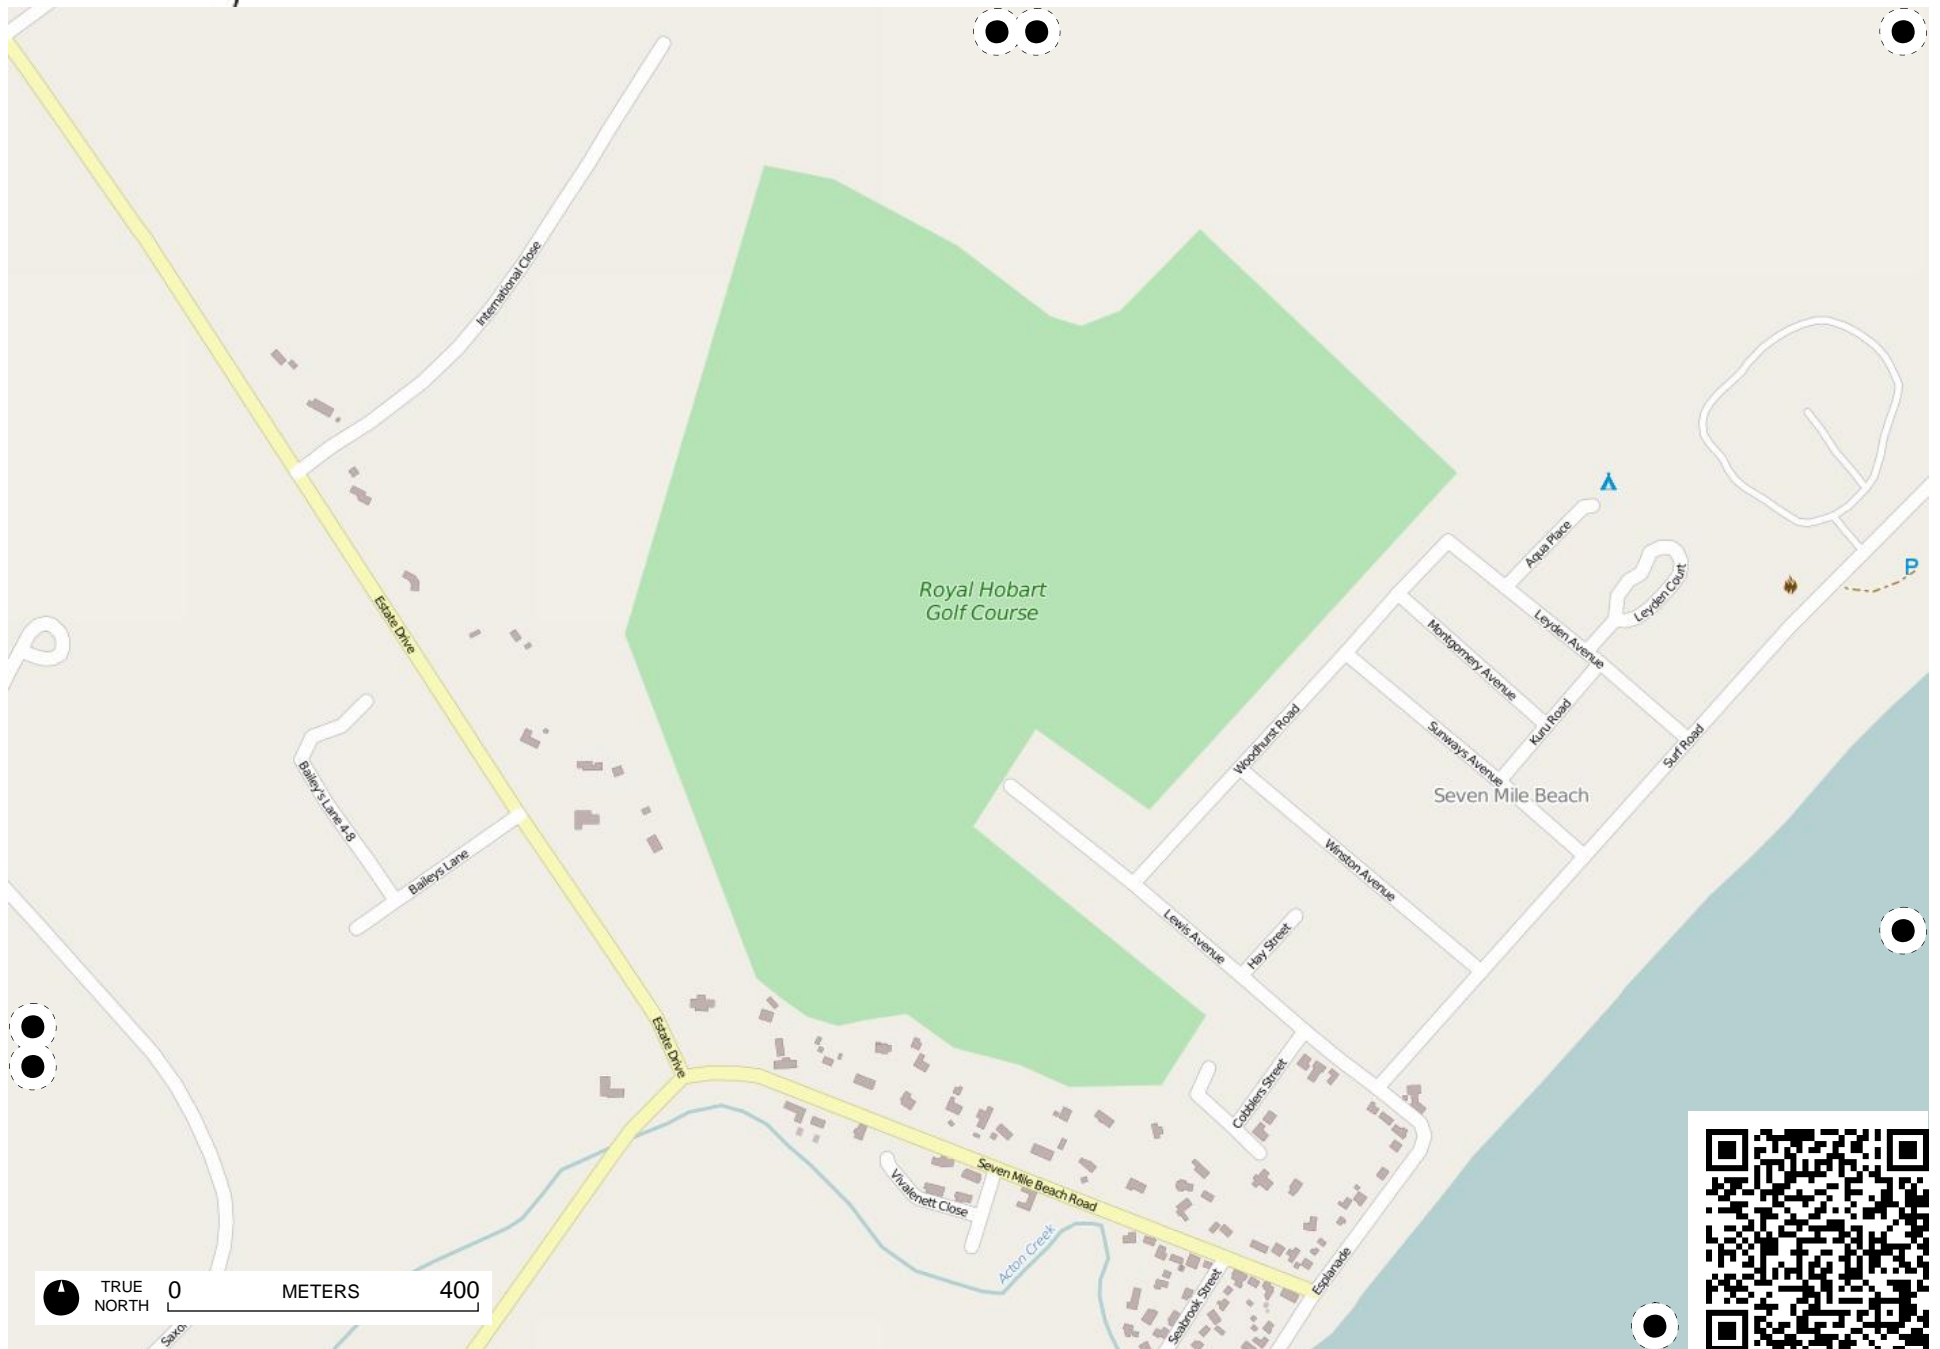 International Close
Aqua Place
Leyden Court
P
Estate Drive
Royal Hobart
Golf Course
Leyden Avenue
Montgomery Avenue
Kuru Road
Woodhurst Road
Sunways Avenue
Surf Road
Seven Mile Beach
Bailey's Lane 4-8
Baileys Lane
Winston Avenue
Lewis Avenue
Hay Street
Estate Drive
Cobblers Street
Seven Mile Beach Road
Vivalenett Close
Acton Creek
Esplanade
Seabrook Street
TRUE
NORTH
0 METERS 400